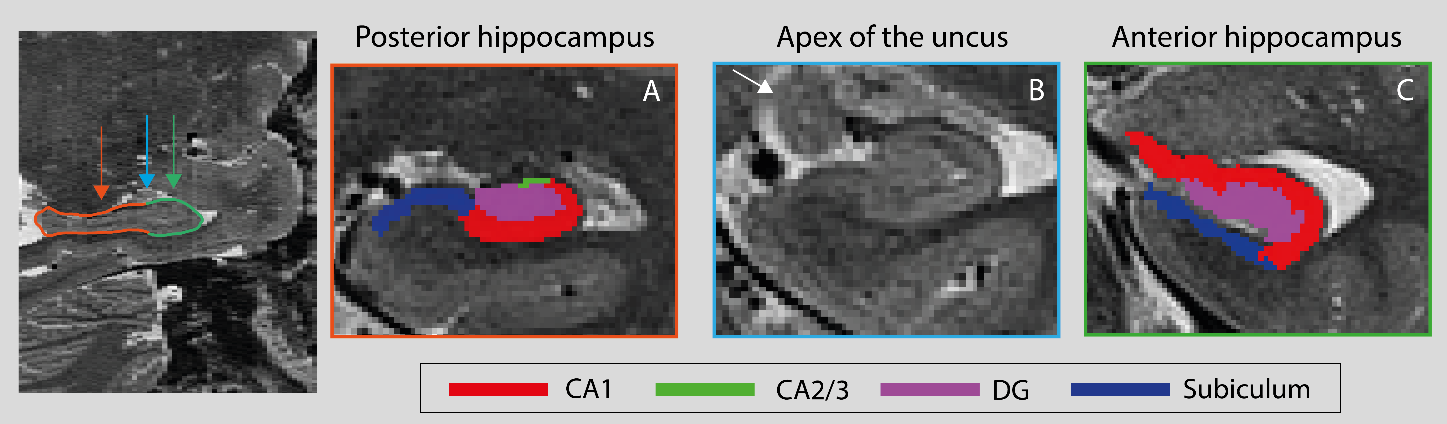 Posterior hippocampus
Apex of the uncus
Anterior hippocampus
A
B
C
CA1
CA2/3
DG
Subiculum